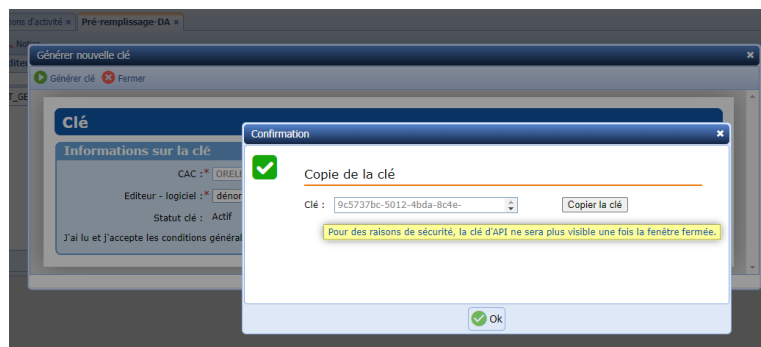 ons d'activité × Pré-remplissage-DA ×
Générer nouvelle clé ×
Générer clé Fermer
Clé
Informations sur la clé
CAC :*
Editeur - logiciel :*
Statut clé : Actif
J'ai lu et j'accepte les conditions
Confirmation ×
Copie de la clé
Clé : 9c5737bc-5012-4bda-8c4e- Copier la clé
Pour des raisons de sécurité, la clé d'API ne sera plus visible une fois la fenêtre fermée.
Ok